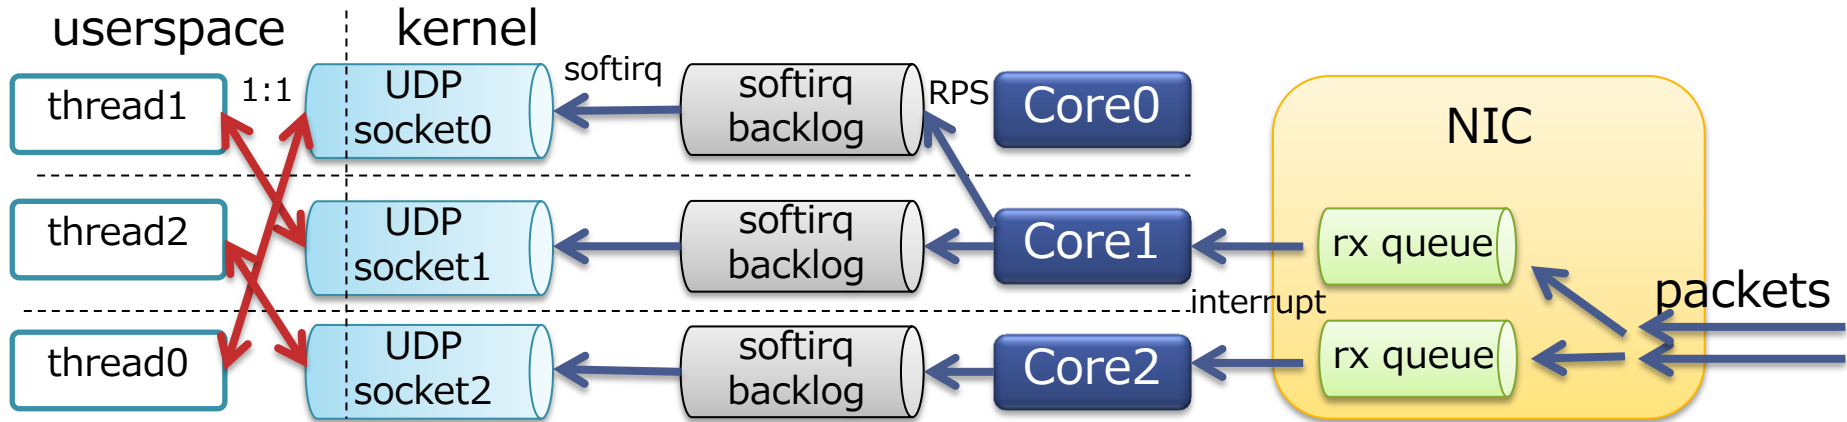 userspace
kernel
thread1
1:1
UDP
socket0
softirq
softirq
backlog
RPS
Core0
NIC
thread2
UDP
socket1
softirq
backlog
Core1
rx queue
packets
interrupt
thread0
UDP
socket2
softirq
backlog
Core2
rx queue